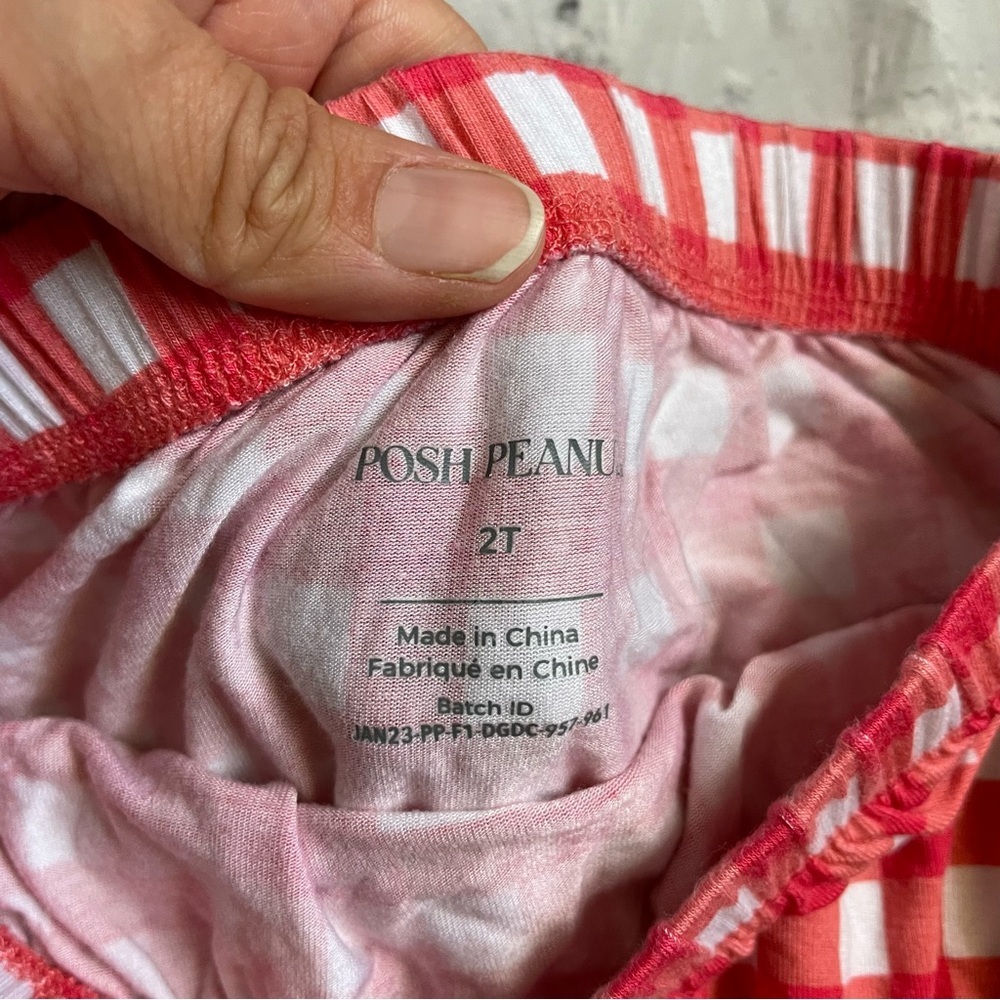 POSH PEANU
2T
Made in China
Fabriqué en Chine
Batch ID
JAN23-PP-F1-DGDC-957-961